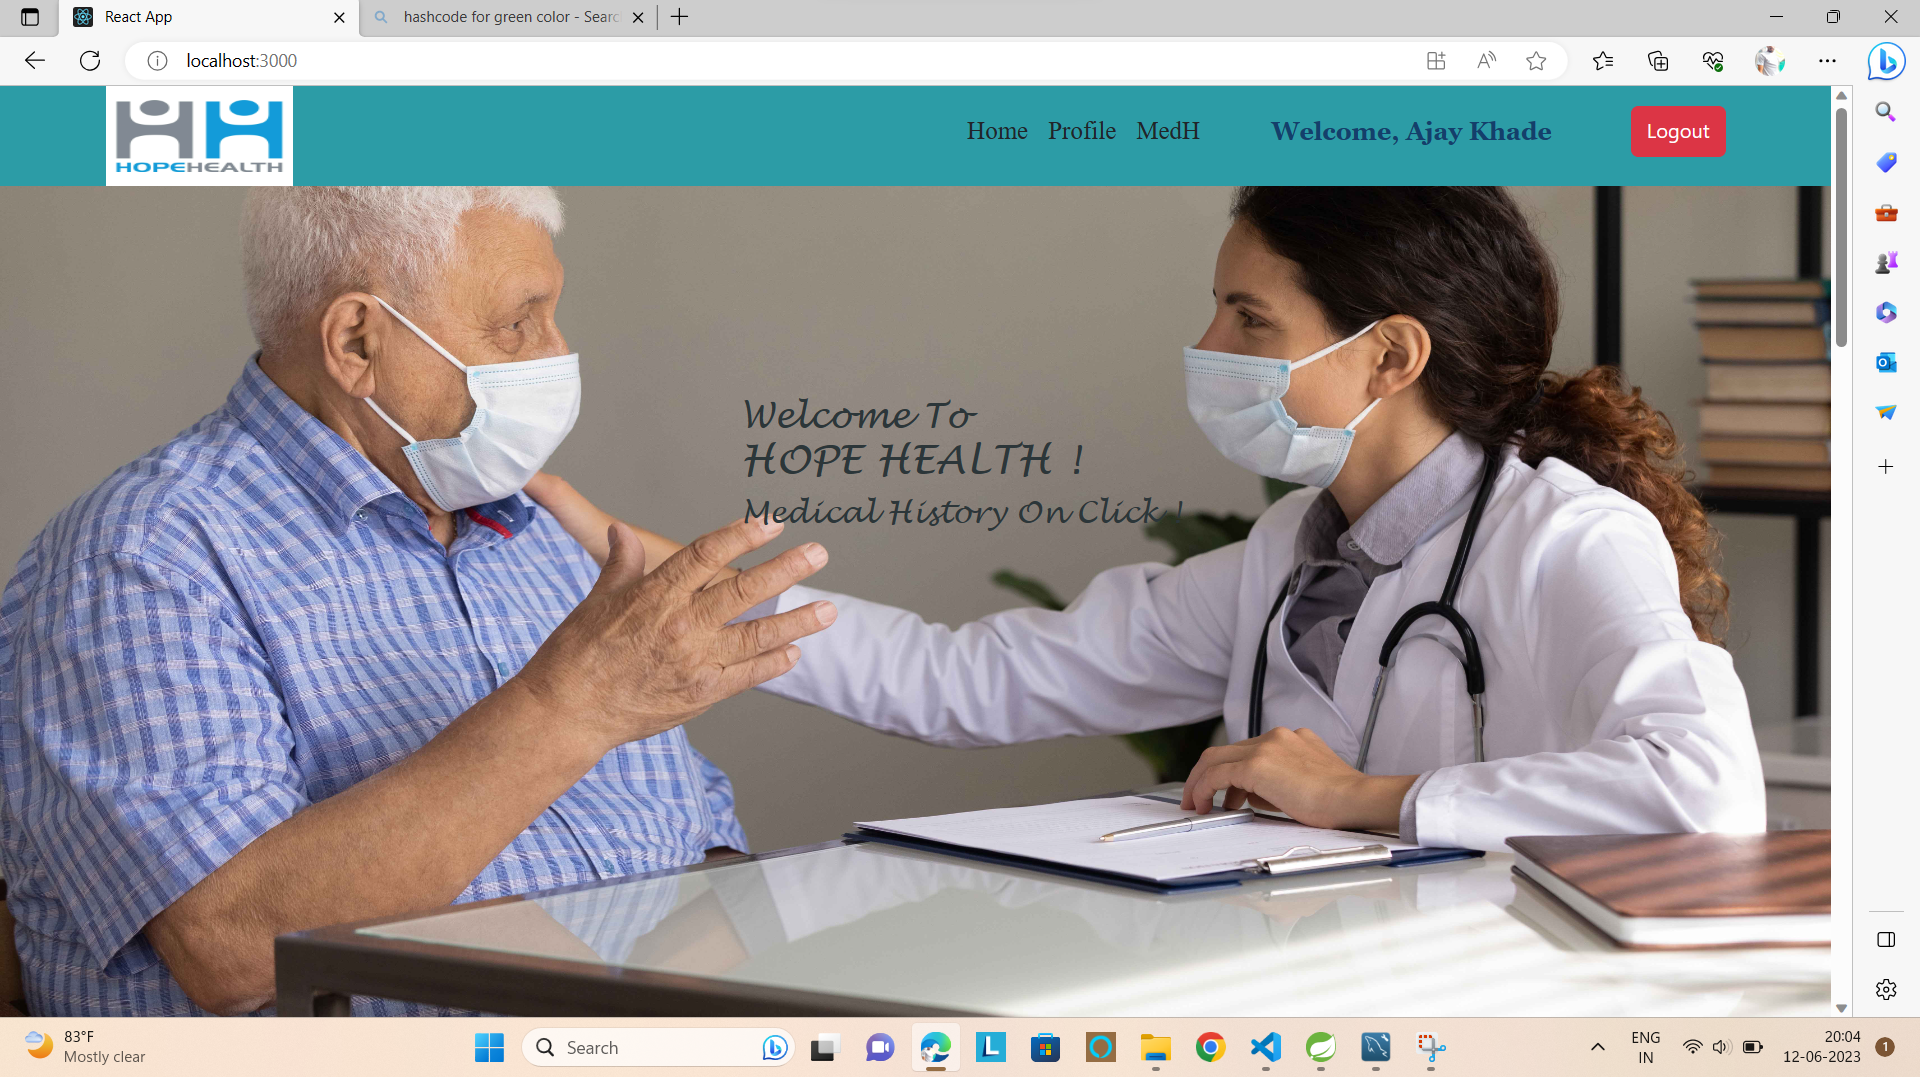 React App
hashcode for green color - Searc
localhost:3000
HOPEHEALTH
Home Profile MedH Welcome, Ajay Khade Logout
Welcome To
HOPE HEALTH !
Medical History On Click !
83°F
Mostly clear
Search
ENG
IN
20:04
12-06-2023
1